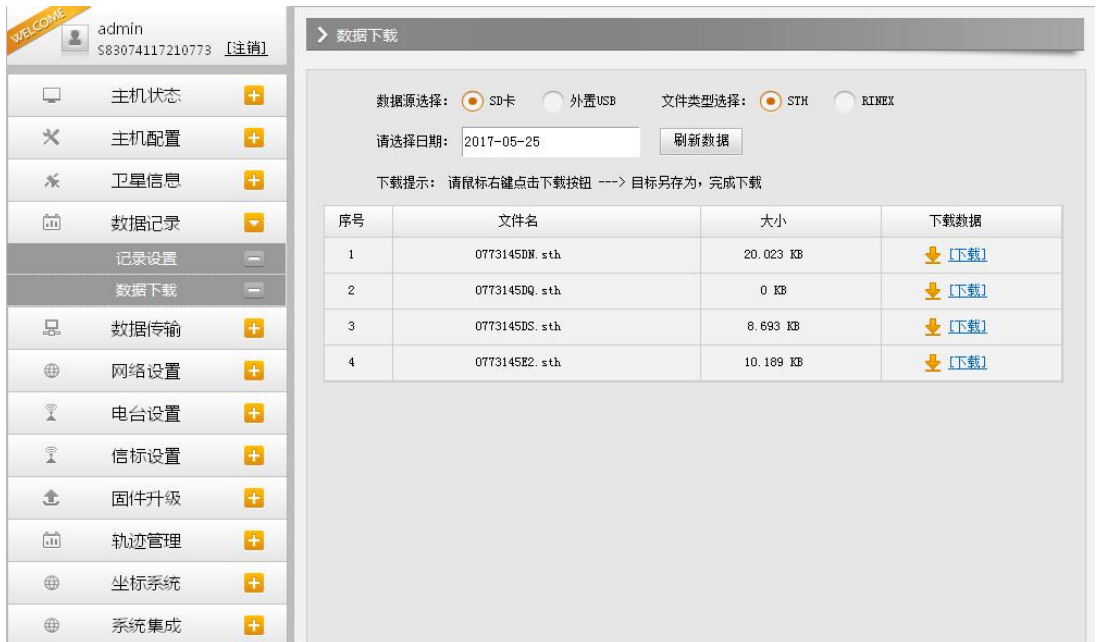 WELCOME
admin
S83074117210773 [注销]
主机状态
主机配置
卫星信息
数据记录
记录设置
数据下载
数据传输
网络设置
电台设置
信标设置
固件升级
轨迹管理
坐标系统
系统集成
数据下载
数据源选择： SD卡 外置USB 文件类型选择： STH RINEX
请选择日期： 2017-05-25 刷新数据
下载提示： 请鼠标右键点击下载按钮 ---> 目标另存为，完成下载
序号 文件名 大小 下载数据
1 0773145DN.sth 20.023 KB [下载]
2 0773145DQ.sth 0 KB [下载]
3 0773145DS.sth 8.693 KB [下载]
4 0773145E2.sth 10.189 KB [下载]